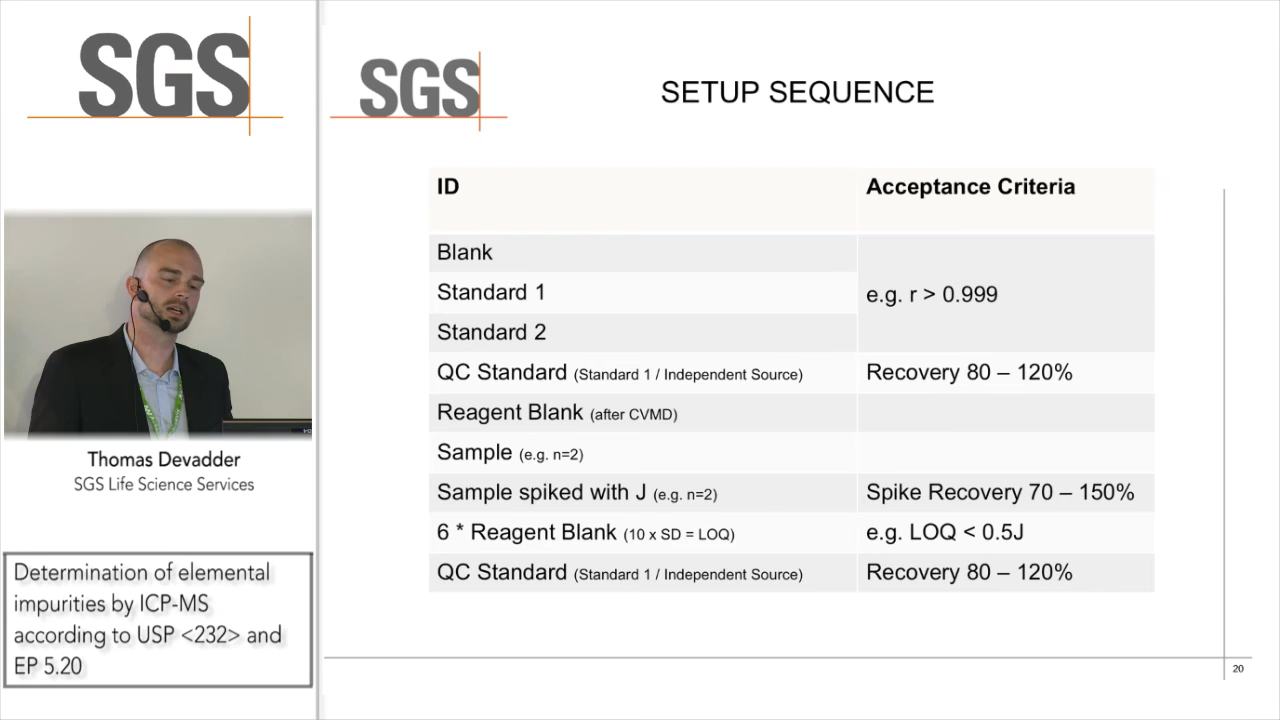 SGS
Thomas Devadder
SGS Life Science Services
Determination of elemental
impurities by ICP-MS
according to USP <232> and
EP 5.20
SGS
SETUP SEQUENCE
ID Acceptance Criteria
Blank
Standard 1 e.g. r > 0.999
Standard 2
QC Standard (Standard 1 / Independent Source) Recovery 80 – 120%
Reagent Blank (after CVMD)
Sample (e.g. n=2)
Sample spiked with J (e.g. n=2) Spike Recovery 70 – 150%
6 * Reagent Blank (10 x SD = LOQ) e.g. LOQ < 0.5J
QC Standard (Standard 1 / Independent Source) Recovery 80 – 120%
20